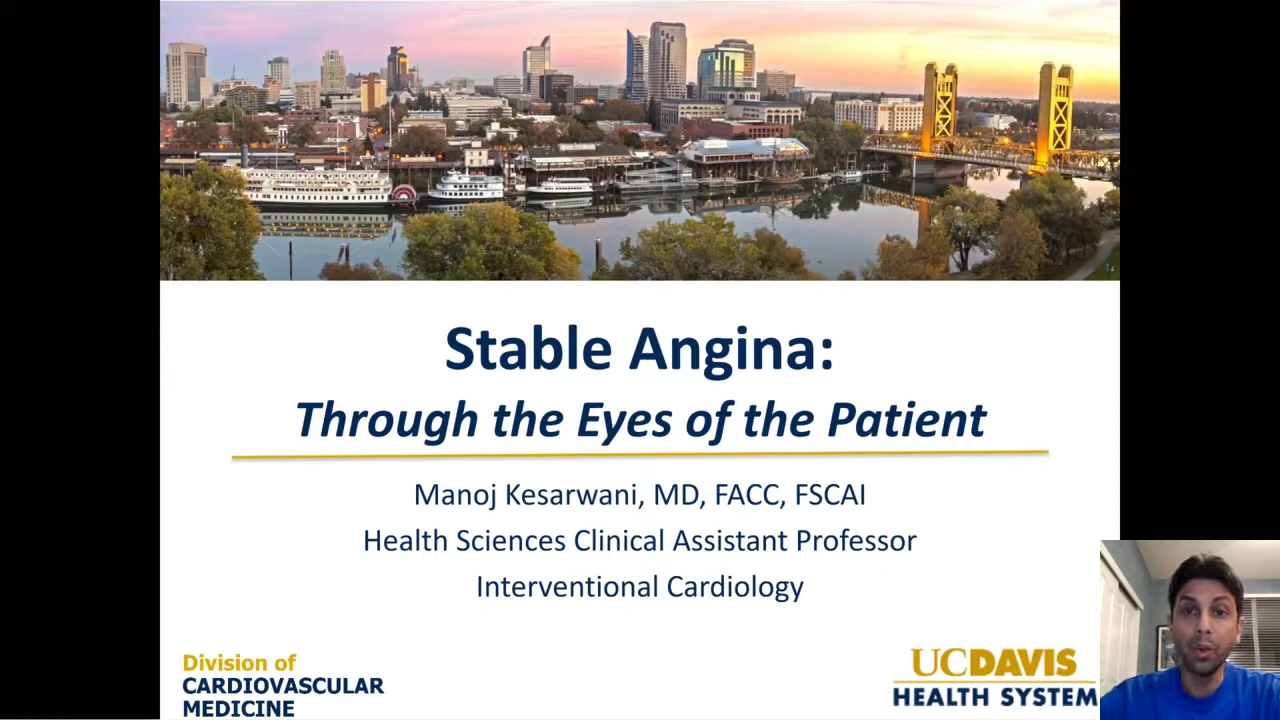 Stable Angina:
Through the Eyes of the Patient
Manoj Kesarwani, MD, FACC, FSCAI
Health Sciences Clinical Assistant Professor
Interventional Cardiology
Division of
CARDIOVASCULAR
MEDICINE
UCDAVIS
HEALTH SYSTEM